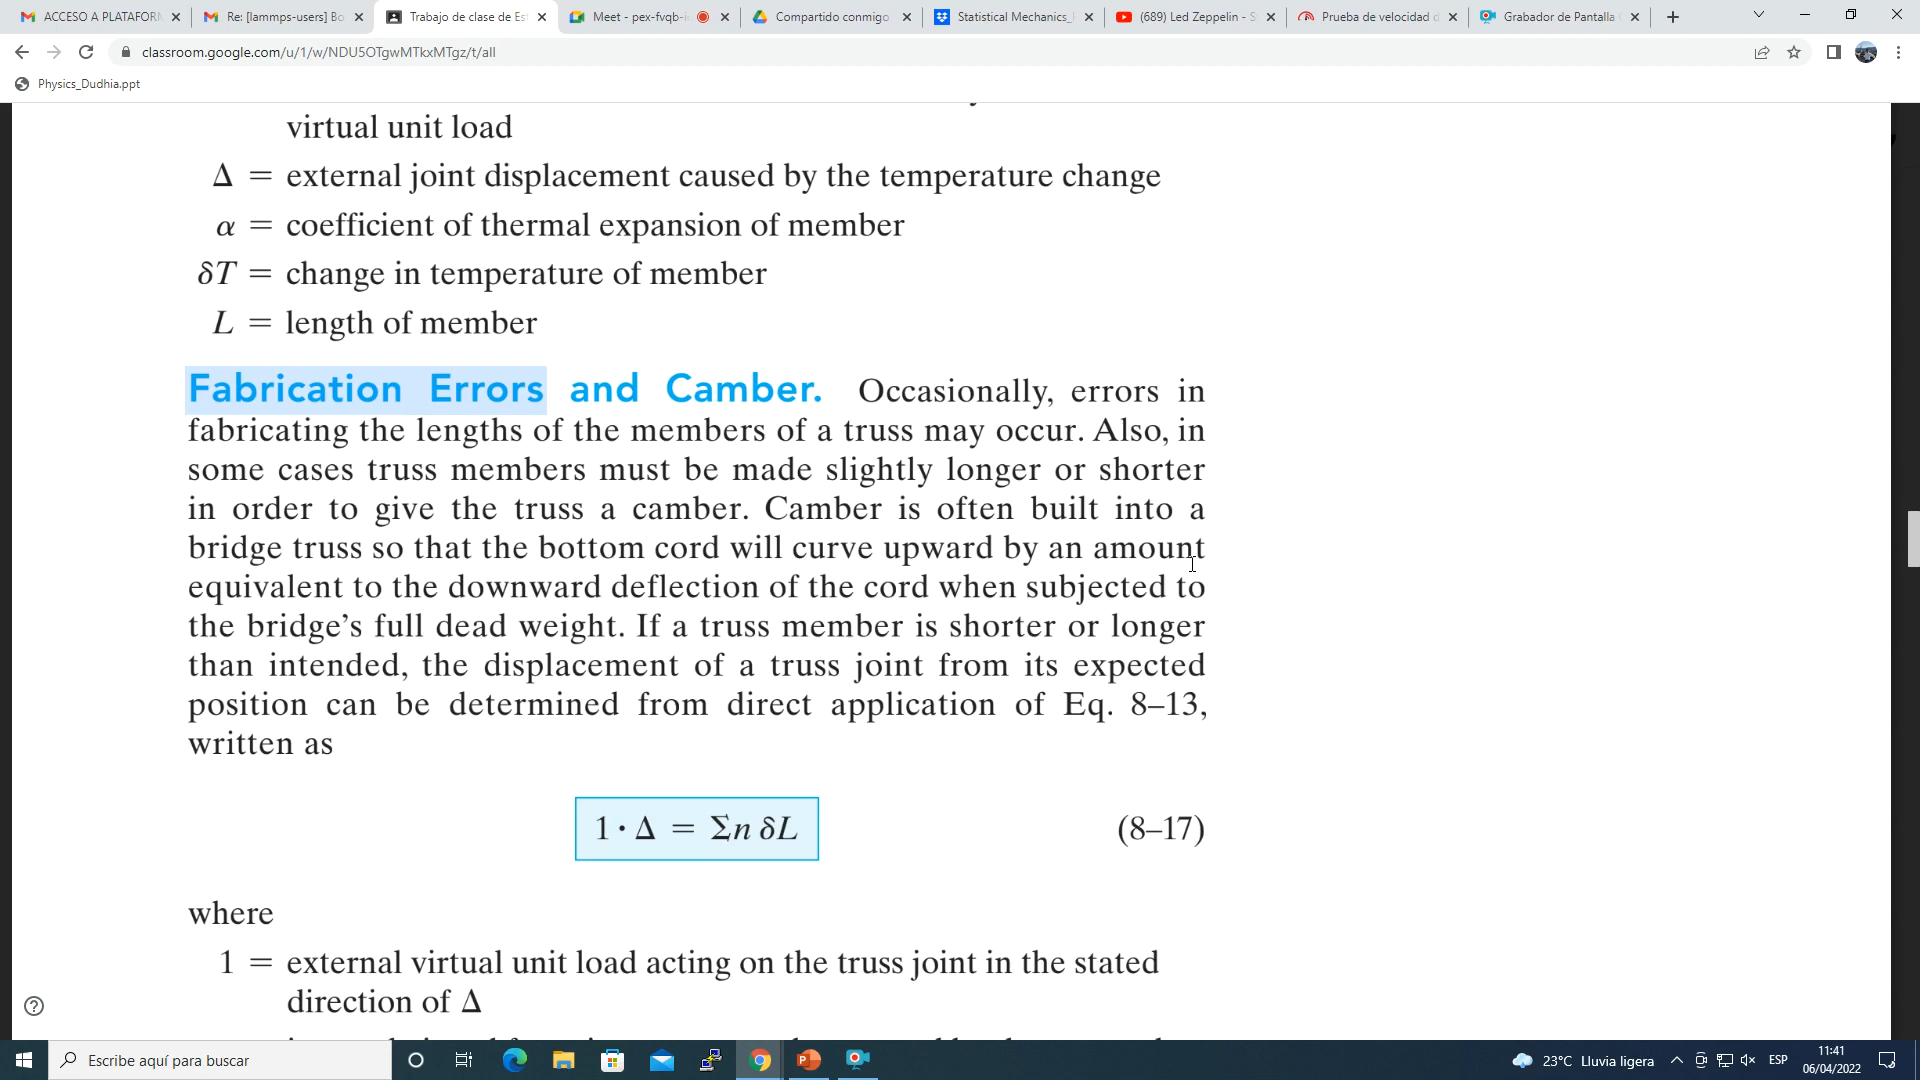 ACCESO A PLATAFORM
Re: [lammps-users] Bo
Trabajo de clase de Es
Meet - pex-fvqb-
Compartido conmigo
Statistical Mechanics_
(689) Led Zeppelin - S
Prueba de velocidad d
Grabador de Pantalla
classroom.google.com/u/1/w/NDU5OTgwMTkxMTgz/t/all
Physics_Dudhia.ppt
virtual unit load
Δ = external joint displacement caused by the temperature change
α = coefficient of thermal expansion of member
δT = change in temperature of member
L = length of member
Fabrication Errors and Camber. Occasionally, errors in
fabricating the lengths of the members of a truss may occur. Also, in
some cases truss members must be made slightly longer or shorter
in order to give the truss a camber. Camber is often built into a
bridge truss so that the bottom cord will curve upward by an amount
equivalent to the downward deflection of the cord when subjected to
the bridge's full dead weight. If a truss member is shorter or longer
than intended, the displacement of a truss joint from its expected
position can be determined from direct application of Eq. 8–13,
written as
1 · Δ = Σn δL (8–17)
where
1 = external virtual unit load acting on the truss joint in the stated
direction of Δ
Escribe aquí para buscar
23°C Lluvia ligera
ESP
11:41
06/04/2022